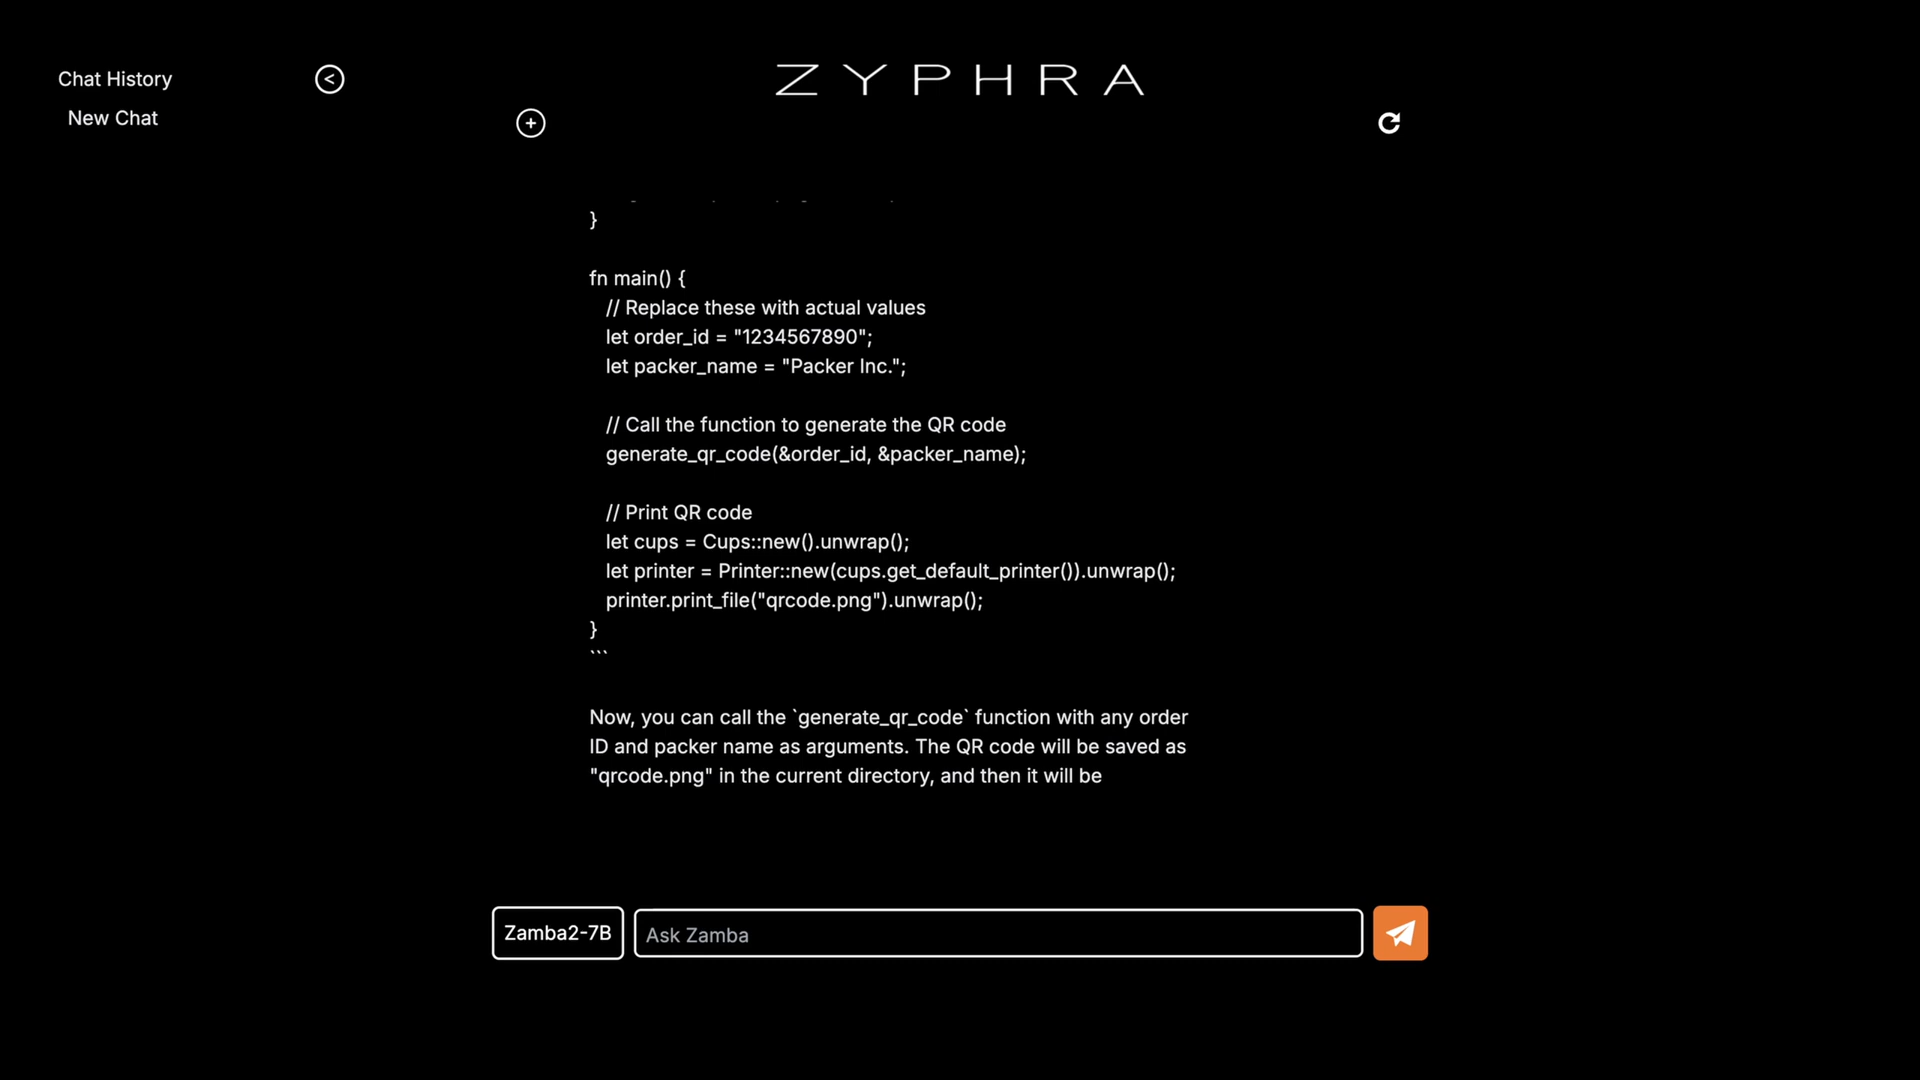 Chat History
<
ZYPHRA
New Chat
+
}
fn main() {
// Replace these with actual values
let order_id = "1234567890";
let packer_name = "Packer Inc.";
// Call the function to generate the QR code
generate_qr_code(&order_id, &packer_name);
// Print QR code
let cups = Cups::new().unwrap();
let printer = Printer::new(cups.get_default_printer()).unwrap();
printer.print_file("qrcode.png").unwrap();
}
```
Now, you can call the `generate_qr_code` function with any order
ID and packer name as arguments. The QR code will be saved as
"qrcode.png" in the current directory, and then it will be
Zamba2-7B
Ask Zamba